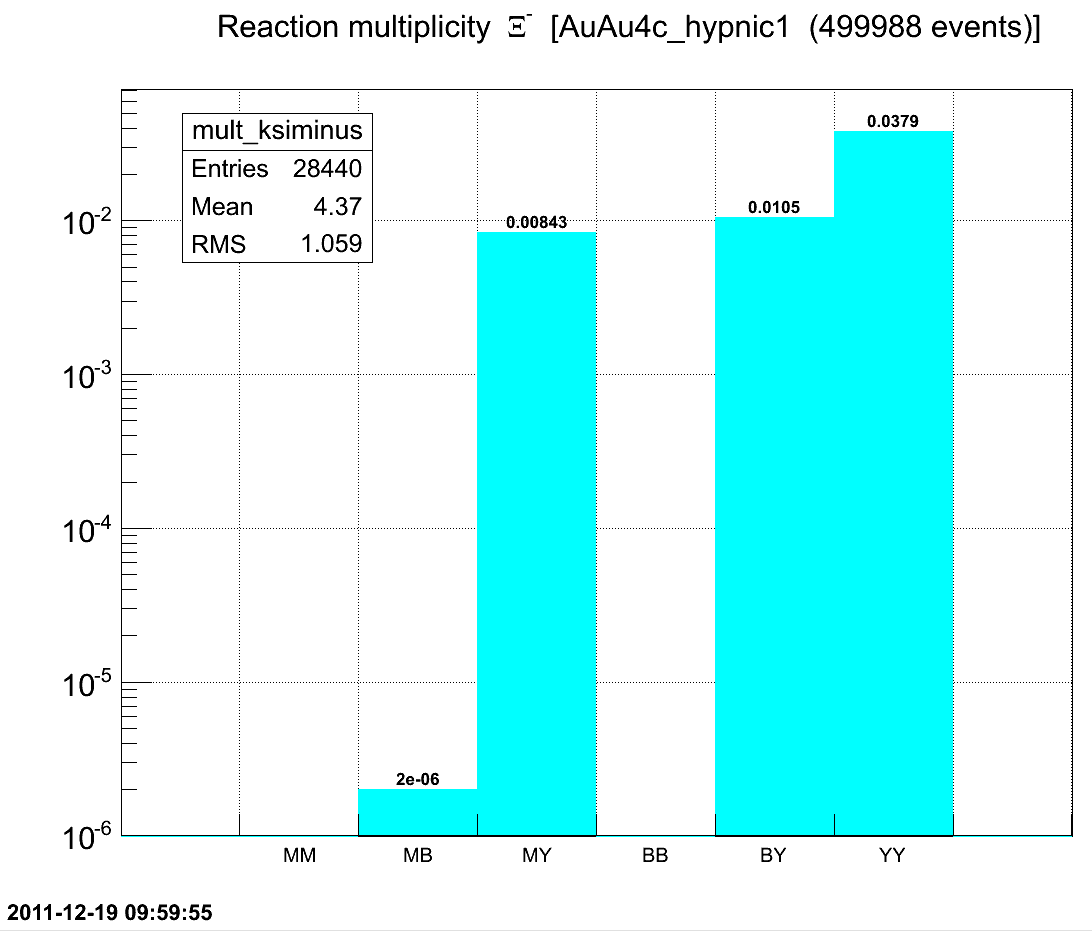 Reaction multiplicity Ξ⁻ [AuAu4c_hypnic1 (499988 events)]
mult_ksiminus
Entries 28440
Mean 4.37
RMS 1.059
0.0379
0.0105
0.00843
2e-06
10⁻²
10⁻³
10⁻⁴
10⁻⁵
10⁻⁶
MM MB MY BB BY YY
2011-12-19 09:59:55